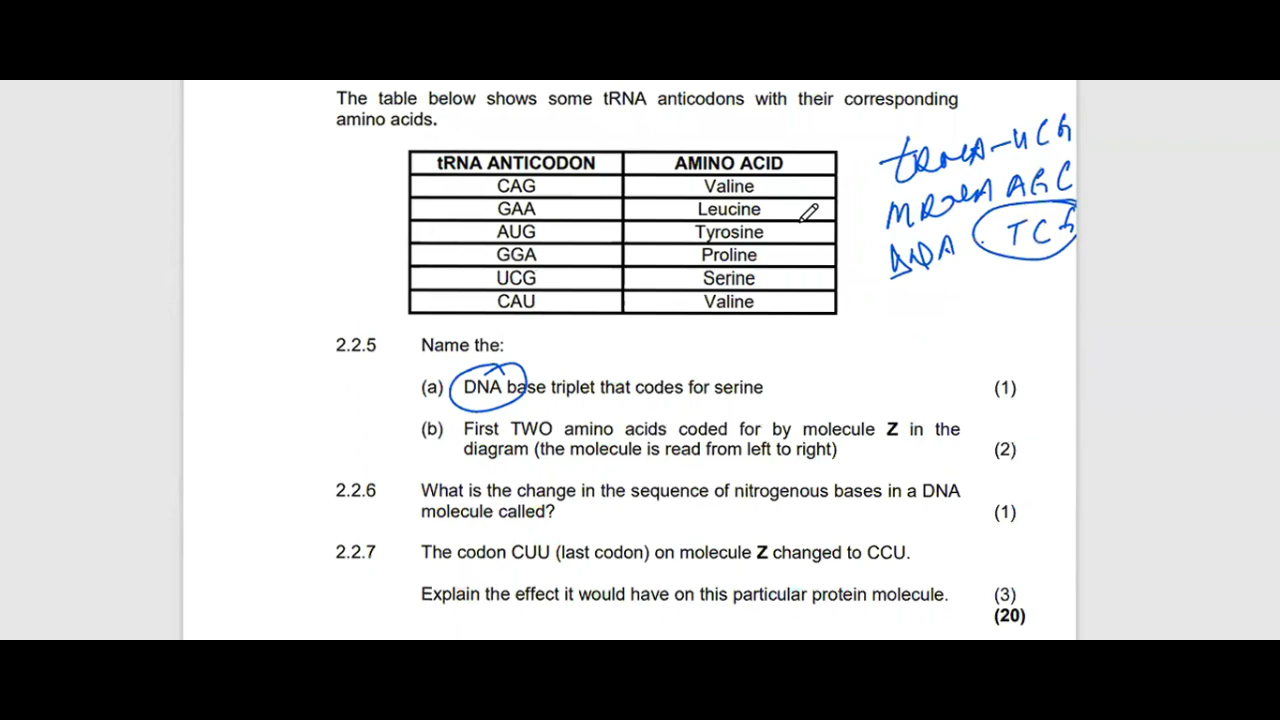 The table below shows some tRNA anticodons with their corresponding
amino acids.
tRNA ANTICODON AMINO ACID
CAG Valine
GAA Leucine
AUG Tyrosine
GGA Proline
UCG Serine
CAU Valine
tRNA - UCG
MRNA AGC
DNA TCG
2.2.5 Name the:
(a) DNA base triplet that codes for serine (1)
(b) First TWO amino acids coded for by molecule Z in the
diagram (the molecule is read from left to right) (2)
2.2.6 What is the change in the sequence of nitrogenous bases in a DNA
molecule called? (1)
2.2.7 The codon CUU (last codon) on molecule Z changed to CCU.
Explain the effect it would have on this particular protein molecule. (3)
(20)